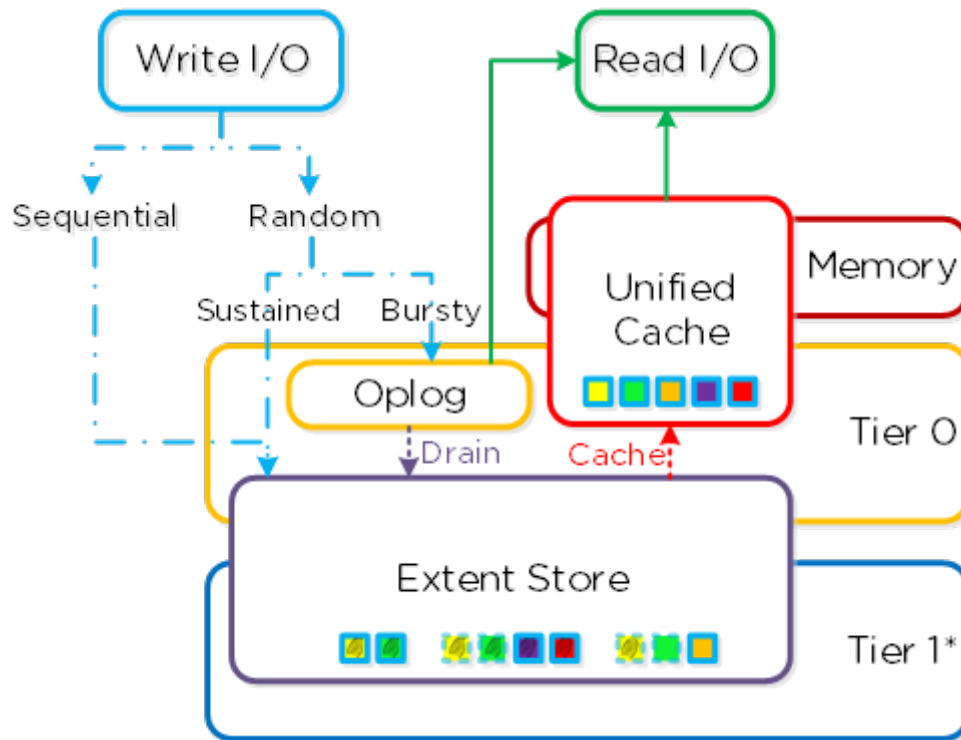 Write I/O
Read I/O
Sequential
Random
Memory
Unified
Cache
Sustained
Bursty
Oplog
Tier 0
Drain
Cache
Extent Store
Tier 1*